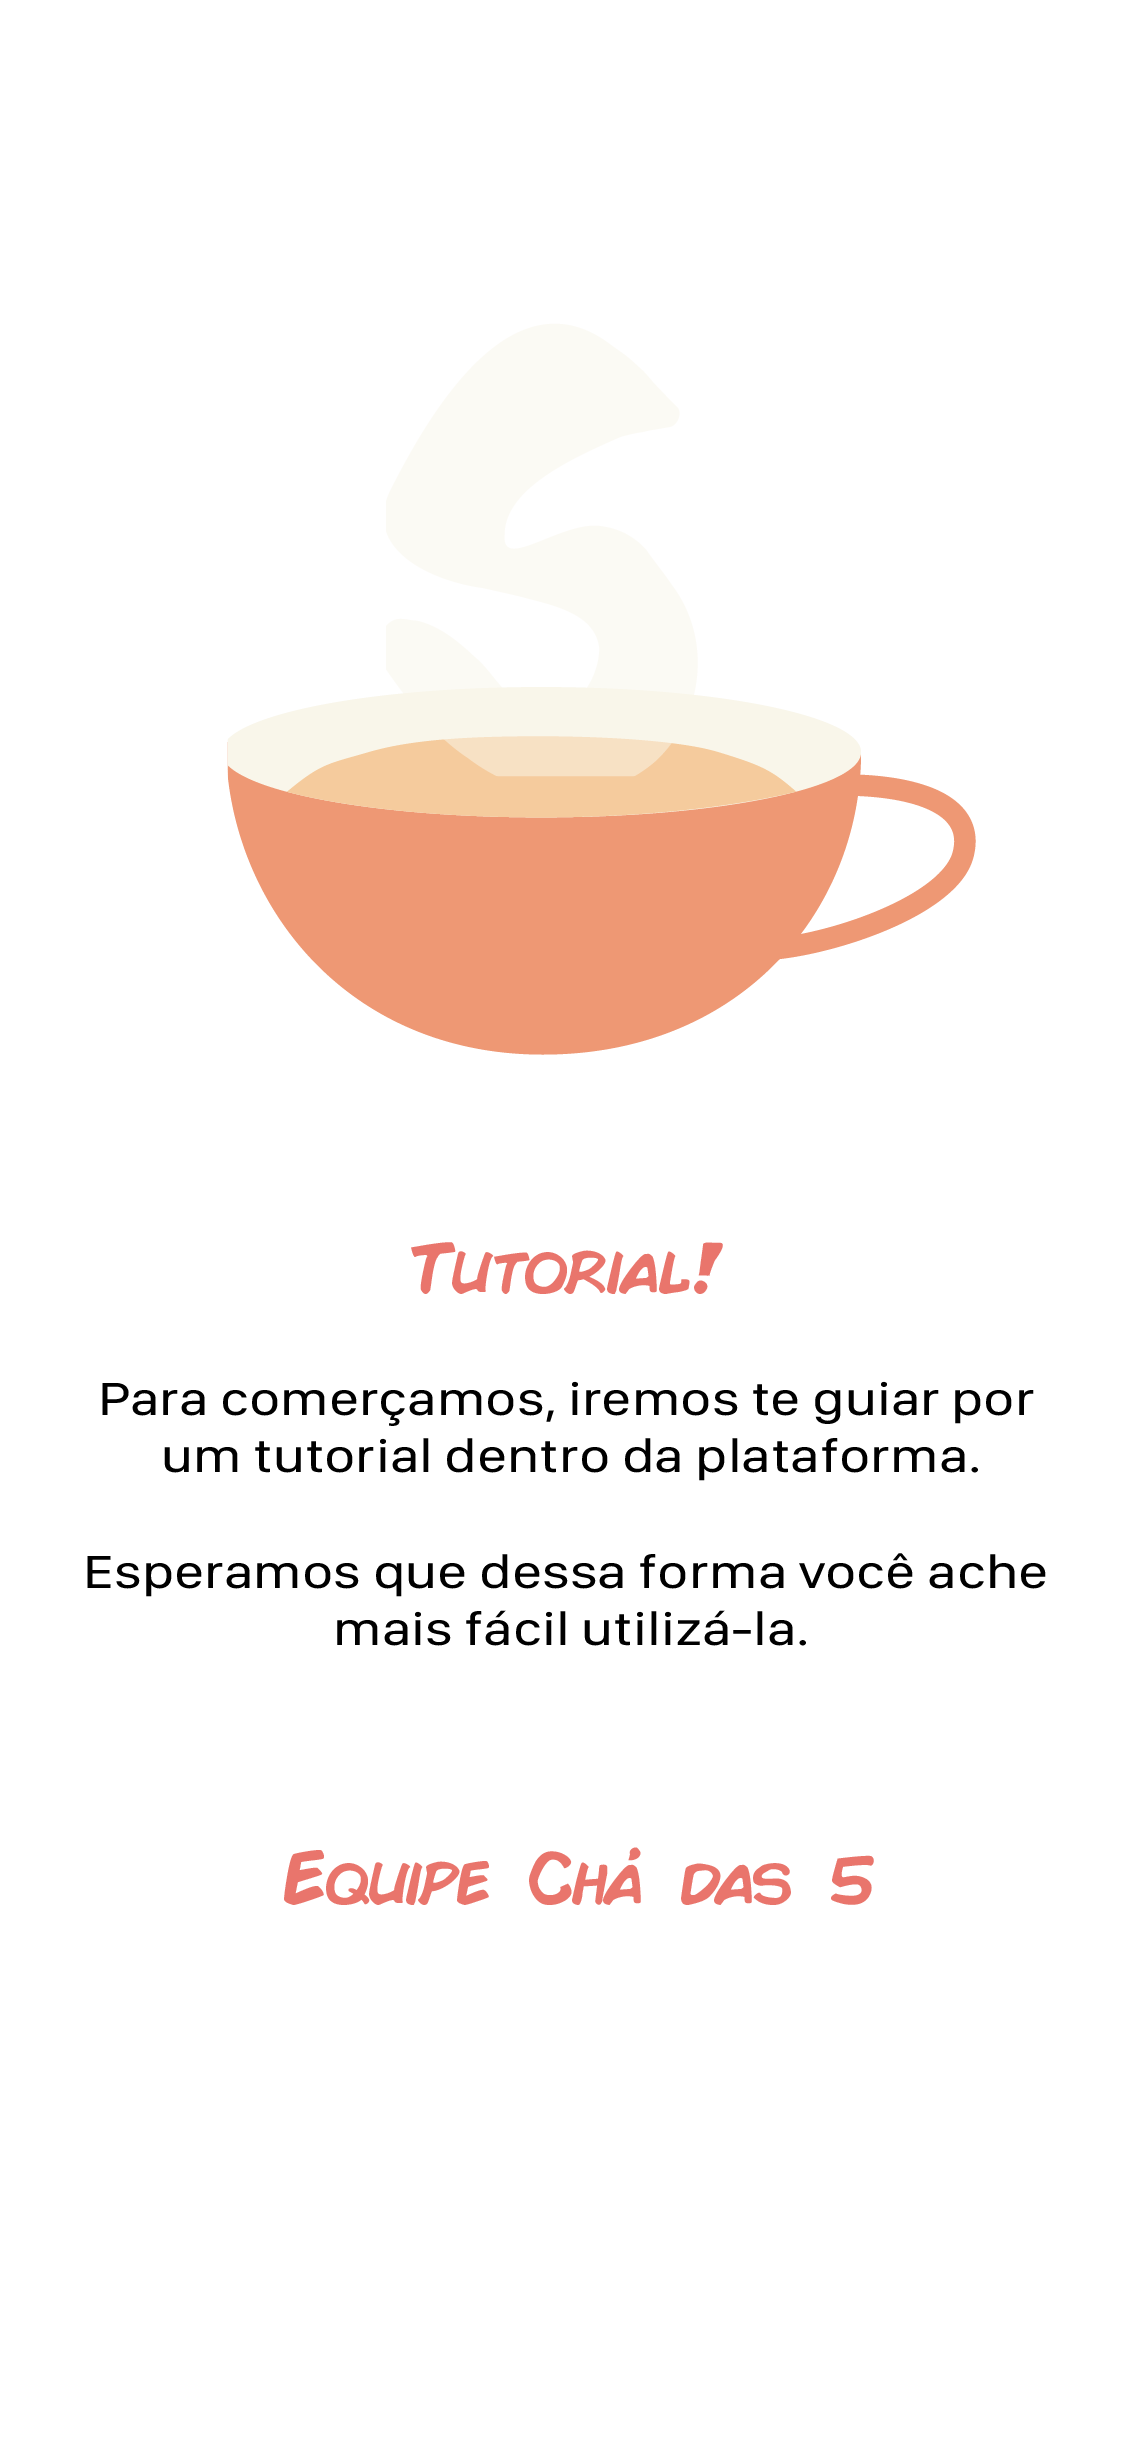 Tutorial!
Para comerçamos, iremos te guiar por
um tutorial dentro da plataforma.
Esperamos que dessa forma você ache
mais fácil utilizá-la.
Equipe Chá das 5